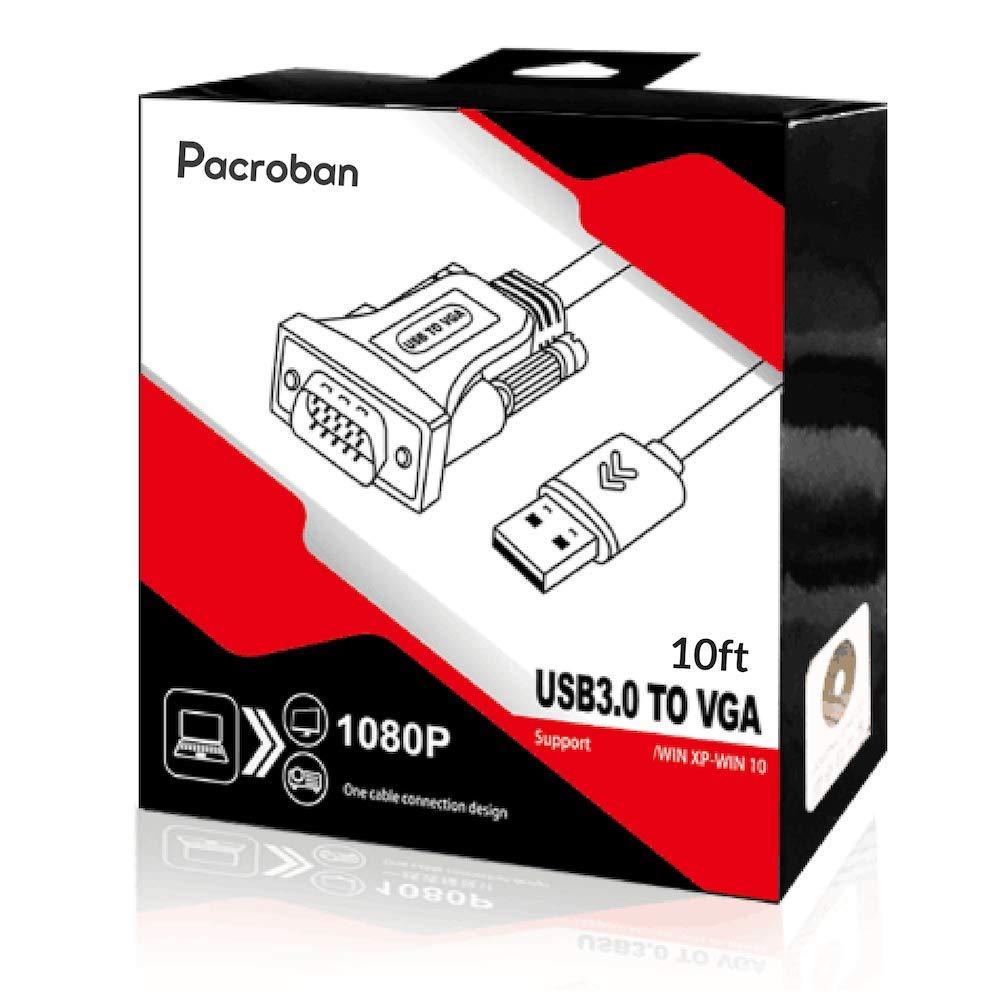 Pacroban
USB TO VGA
10ft
USB3.0 TO VGA
Support /WIN XP-WIN 10
1080P
One cable connection design